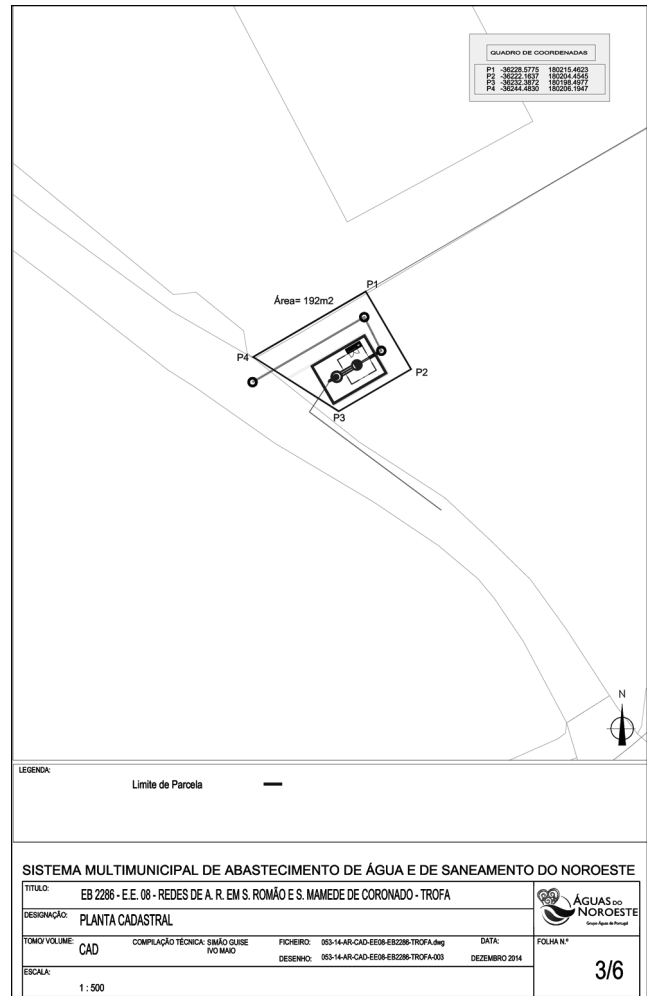 QUADRO DE COORDENADAS
P1 -36228.5775 180215.4623
P2 -36222.1637 180204.4545
P3 -36232.3872 180198.4977
P4 -36244.4830 180206.1947
P1
Área= 192m2
P4
P2
P3
N
LEGENDA:
Limite de Parcela
SISTEMA MULTIMUNICIPAL DE ABASTECIMENTO DE ÁGUA E DE SANEAMENTO DO NOROESTE
TITULO: EB 2286 - E.E. 08 - REDES DE A. R. EM S. ROMÃO E S. MAMEDE DE CORONADO - TROFA
ÁGUAS DO
NOROESTE
Grupo Águas de Portugal
DESIGNAÇÃO: PLANTA CADASTRAL
TOMO/ VOLUME: CAD
COMPILAÇÃO TÉCNICA: SIMÃO GUISE
IVO MAIO
FICHEIRO: 053-14-AR-CAD-EE08-EB2286-TROFA.dwg
DESENHO: 053-14-AR-CAD-EE08-EB2286-TROFA-003
DATA:
DEZEMBRO 2014
FOLHA N.º
3/6
ESCALA:
1 : 500